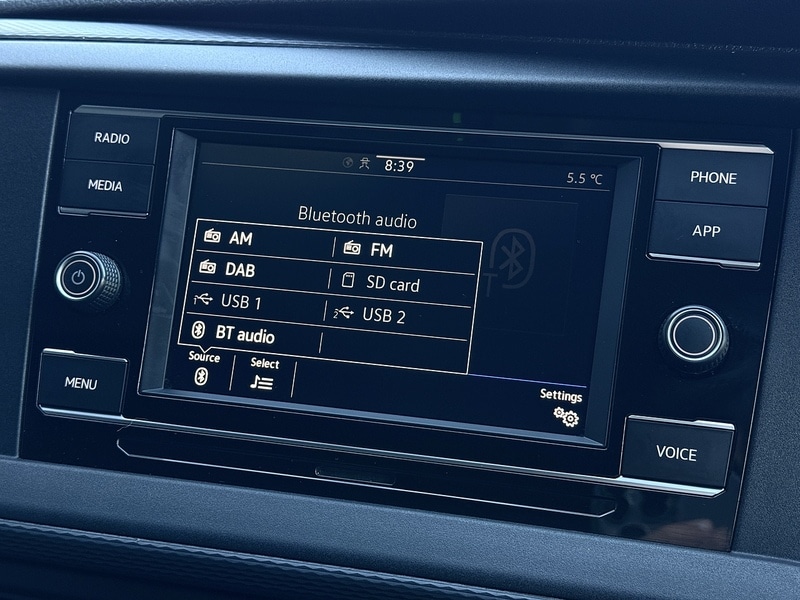 RADIO
MEDIA
MENU
PHONE
APP
VOICE
8:39
5.5 °C
Bluetooth audio
AM
FM
DAB
SD card
USB 1
USB 2
BT audio
Source
Select
Settings